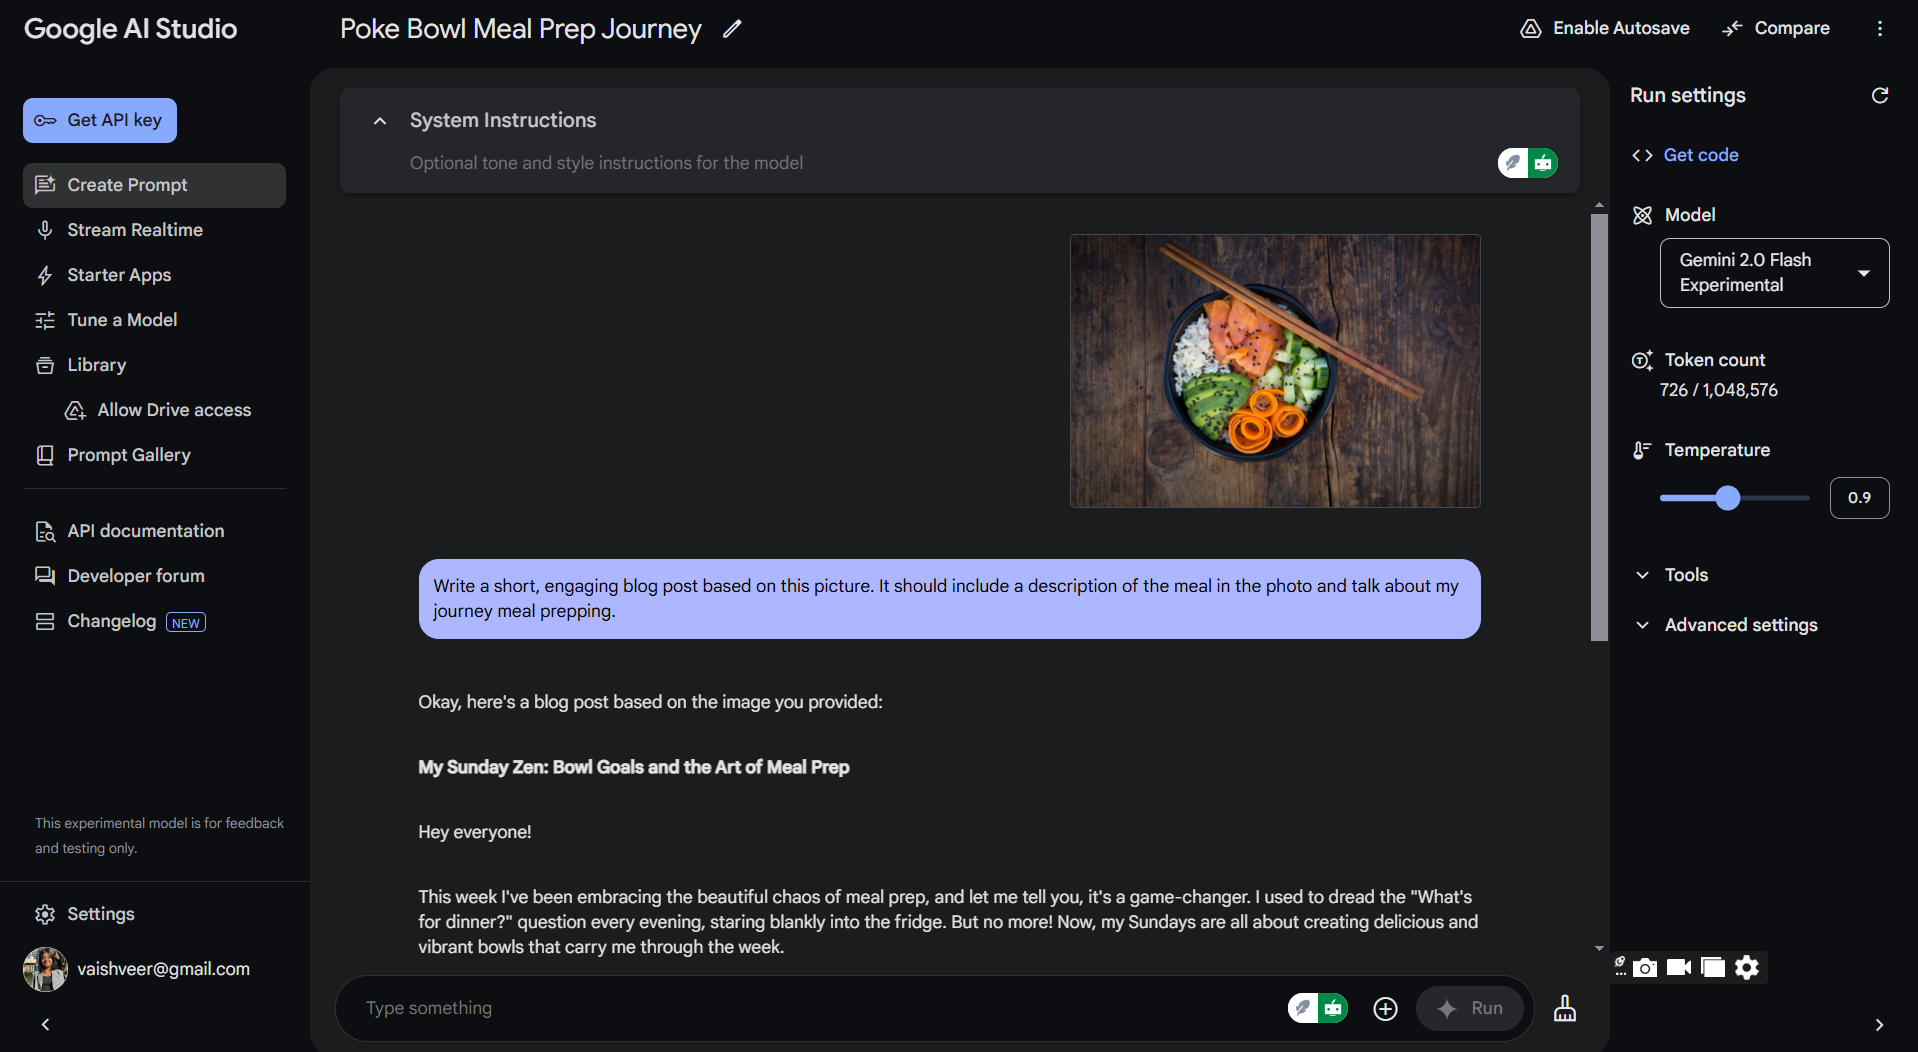 Google AI Studio
Poke Bowl Meal Prep Journey
Enable Autosave
Compare
Get API key
Create Prompt
Stream Realtime
Starter Apps
Tune a Model
Library
Allow Drive access
Prompt Gallery
API documentation
Developer forum
Changelog NEW
This experimental model is for feedback
and testing only.
Settings
vaishveer@gmail.com
System Instructions
Optional tone and style instructions for the model
Write a short, engaging blog post based on this picture. It should include a description of the meal in the photo and talk about my
journey meal prepping.
Okay, here's a blog post based on the image you provided:
My Sunday Zen: Bowl Goals and the Art of Meal Prep
Hey everyone!
This week I've been embracing the beautiful chaos of meal prep, and let me tell you, it's a game-changer. I used to dread the "What's
for dinner?" question every evening, staring blankly into the fridge. But no more! Now, my Sundays are all about creating delicious and
vibrant bowls that carry me through the week.
Type something
Run
Run settings
Get code
Model
Gemini 2.0 Flash
Experimental
Token count
726 / 1,048,576
Temperature
0.9
Tools
Advanced settings